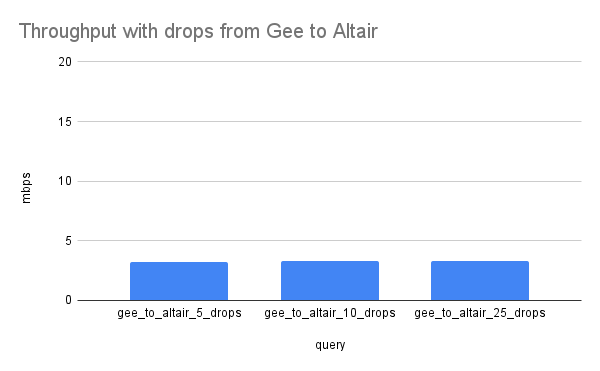 Throughput with drops from Gee to Altair
20
15
10
5
0
mbps
gee_to_altair_5_drops
gee_to_altair_10_drops
gee_to_altair_25_drops
query